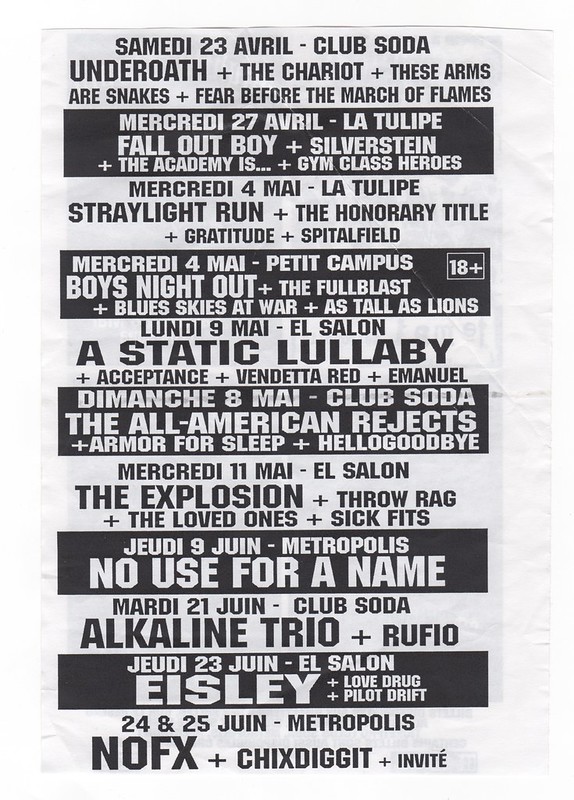 SAMEDI 23 AVRIL - CLUB SODA
UNDEROATH + THE CHARIOT + THESE ARMS
ARE SNAKES + FEAR BEFORE THE MARCH OF FLAMES
MERCREDI 27 AVRIL - LA TULIPE
FALL OUT BOY + SILVERSTEIN
+ THE ACADEMY IS... + GYM CLASS HEROES
MERCREDI 4 MAI - LA TULIPE
STRAYLIGHT RUN + THE HONORARY TITLE
+ GRATITUDE + SPITALFIELD
MERCREDI 4 MAI - PETIT CAMPUS 18+
BOYS NIGHT OUT + THE FULLBLAST
+ BLUES SKIES AT WAR + AS TALL AS LIONS
LUNDI 9 MAI - EL SALON
A STATIC LULLABY
+ ACCEPTANCE + VENDETTA RED + EMANUEL
DIMANCHE 8 MAI - CLUB SODA
THE ALL-AMERICAN REJECTS
+ARMOR FOR SLEEP + HELLOGOODBYE
MERCREDI 11 MAI - EL SALON
THE EXPLOSION + THROW RAG
+ THE LOVED ONES + SICK FITS
JEUDI 9 JUIN - METROPOLIS
NO USE FOR A NAME
MARDI 21 JUIN - CLUB SODA
ALKALINE TRIO + RUFIO
JEUDI 23 JUIN - EL SALON
EISLEY + LOVE DRUG
+ PILOT DRIFT
24 & 25 JUIN - METROPOLIS
NOFX + CHIXDIGGIT + INVITÉ